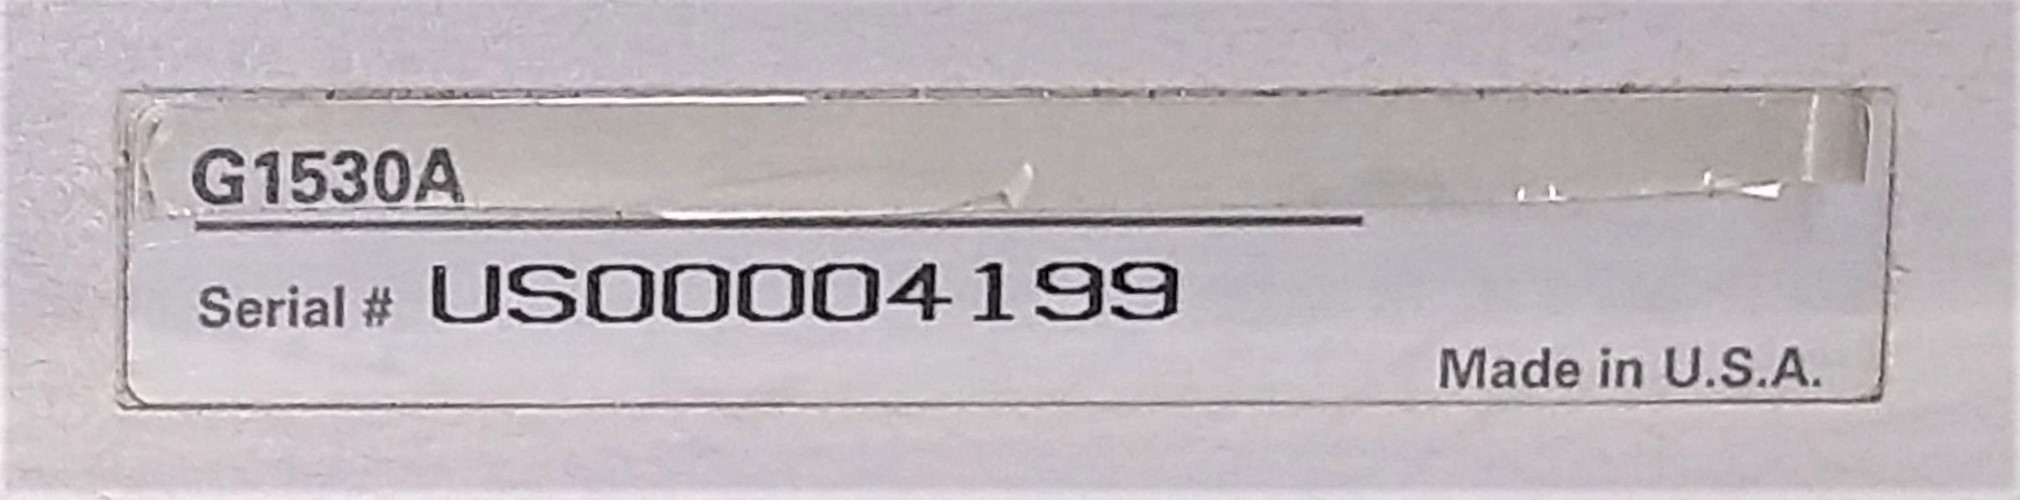 G1530A
Serial # US00004199
Made in U.S.A.